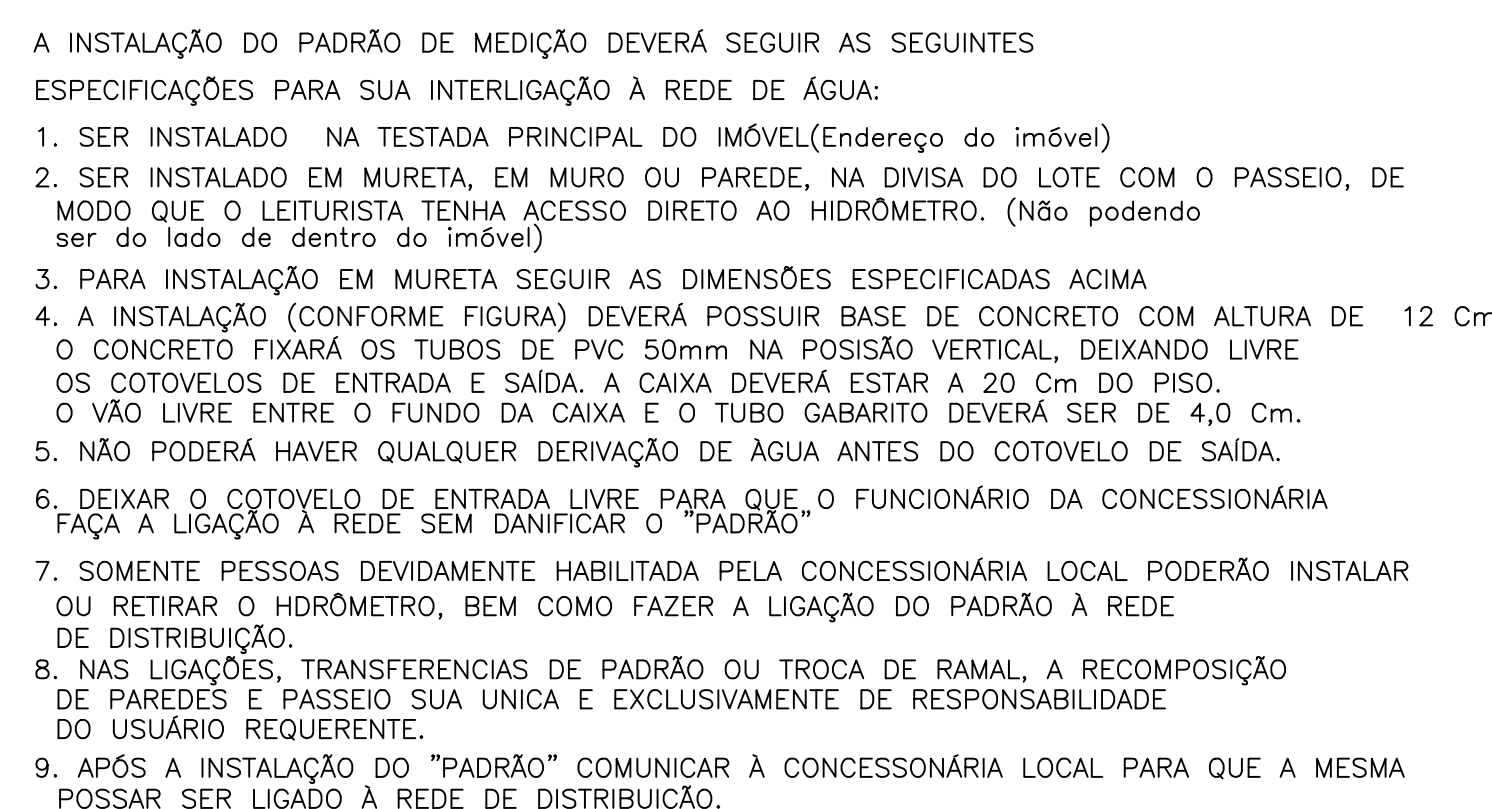 A INSTALAÇÃO DO PADRÃO DE MEDIÇÃO DEVERÁ SEGUIR AS SEGUINTES
ESPECIFICAÇÕES PARA SUA INTERLIGAÇÃO À REDE DE ÁGUA:
1. SER INSTALADO  NA TESTADA PRINCIPAL DO IMÓVEL(Endereço do imóvel)
2. SER INSTALADO EM MURETA, EM MURO OU PAREDE, NA DIVISA DO LOTE COM O PASSEIO, DE
MODO QUE O LEITURISTA TENHA ACESSO DIRETO AO HIDRÔMETRO. (Não podendo
ser do lado de dentro do imóvel)
3. PARA INSTALAÇÃO EM MURETA SEGUIR AS DIMENSÕES ESPECIFICADAS ACIMA
4. A INSTALAÇÃO (CONFORME FIGURA) DEVERÁ POSSUIR BASE DE CONCRETO COM ALTURA DE  12 Cm
O CONCRETO FIXARÁ OS TUBOS DE PVC 50mm NA POSISÃO VERTICAL, DEIXANDO LIVRE
OS COTOVELOS DE ENTRADA E SAÍDA. A CAIXA DEVERÁ ESTAR A 20 Cm DO PISO.
O VÃO LIVRE ENTRE O FUNDO DA CAIXA E O TUBO GABARITO DEVERÁ SER DE 4,0 Cm.
5. NÃO PODERÁ HAVER QUALQUER DERIVAÇÃO DE ÀGUA ANTES DO COTOVELO DE SAÍDA.
6. DEIXAR O COTOVELO DE ENTRADA LIVRE PARA QUE O FUNCIONÁRIO DA CONCESSIONÁRIA
FAÇA A LIGAÇÃO À REDE SEM DANIFICAR O "PADRÃO"
7. SOMENTE PESSOAS DEVIDAMENTE HABILITADA PELA CONCESSIONÁRIA LOCAL PODERÃO INSTALAR
OU RETIRAR O HDRÔMETRO, BEM COMO FAZER A LIGAÇÃO DO PADRÃO À REDE
DE DISTRIBUIÇÃO.
8. NAS LIGAÇÕES, TRANSFERENCIAS DE PADRÃO OU TROCA DE RAMAL, A RECOMPOSIÇÃO
DE PAREDES E PASSEIO SUA UNICA E EXCLUSIVAMENTE DE RESPONSABILIDADE
DO USUÁRIO REQUERENTE.
9. APÓS A INSTALAÇÃO DO "PADRÃO" COMUNICAR À CONCESSONÁRIA LOCAL PARA QUE A MESMA
POSSAR SER LIGADO À REDE DE DISTRIBUICÃO.